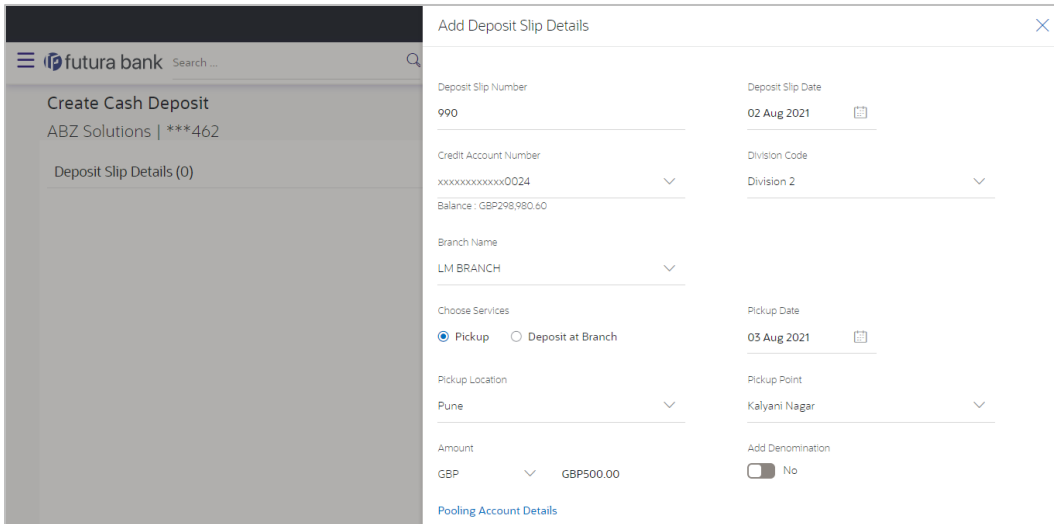 Add Deposit Slip Details
futura bank Search ...
Create Cash Deposit
ABZ Solutions | ***462
Deposit Slip Details (0)
Deposit Slip Number Deposit Slip Date
990 02 Aug 2021
Credit Account Number Division Code
xxxxxxxxxxxx0024 Division 2
Balance : GBP298,980.60
Branch Name
LM BRANCH
Choose Services Pickup Date
Pickup Deposit at Branch 03 Aug 2021
Pickup Location Pickup Point
Pune Kalyani Nagar
Amount Add Denomination
GBP GBP500.00 No
Pooling Account Details